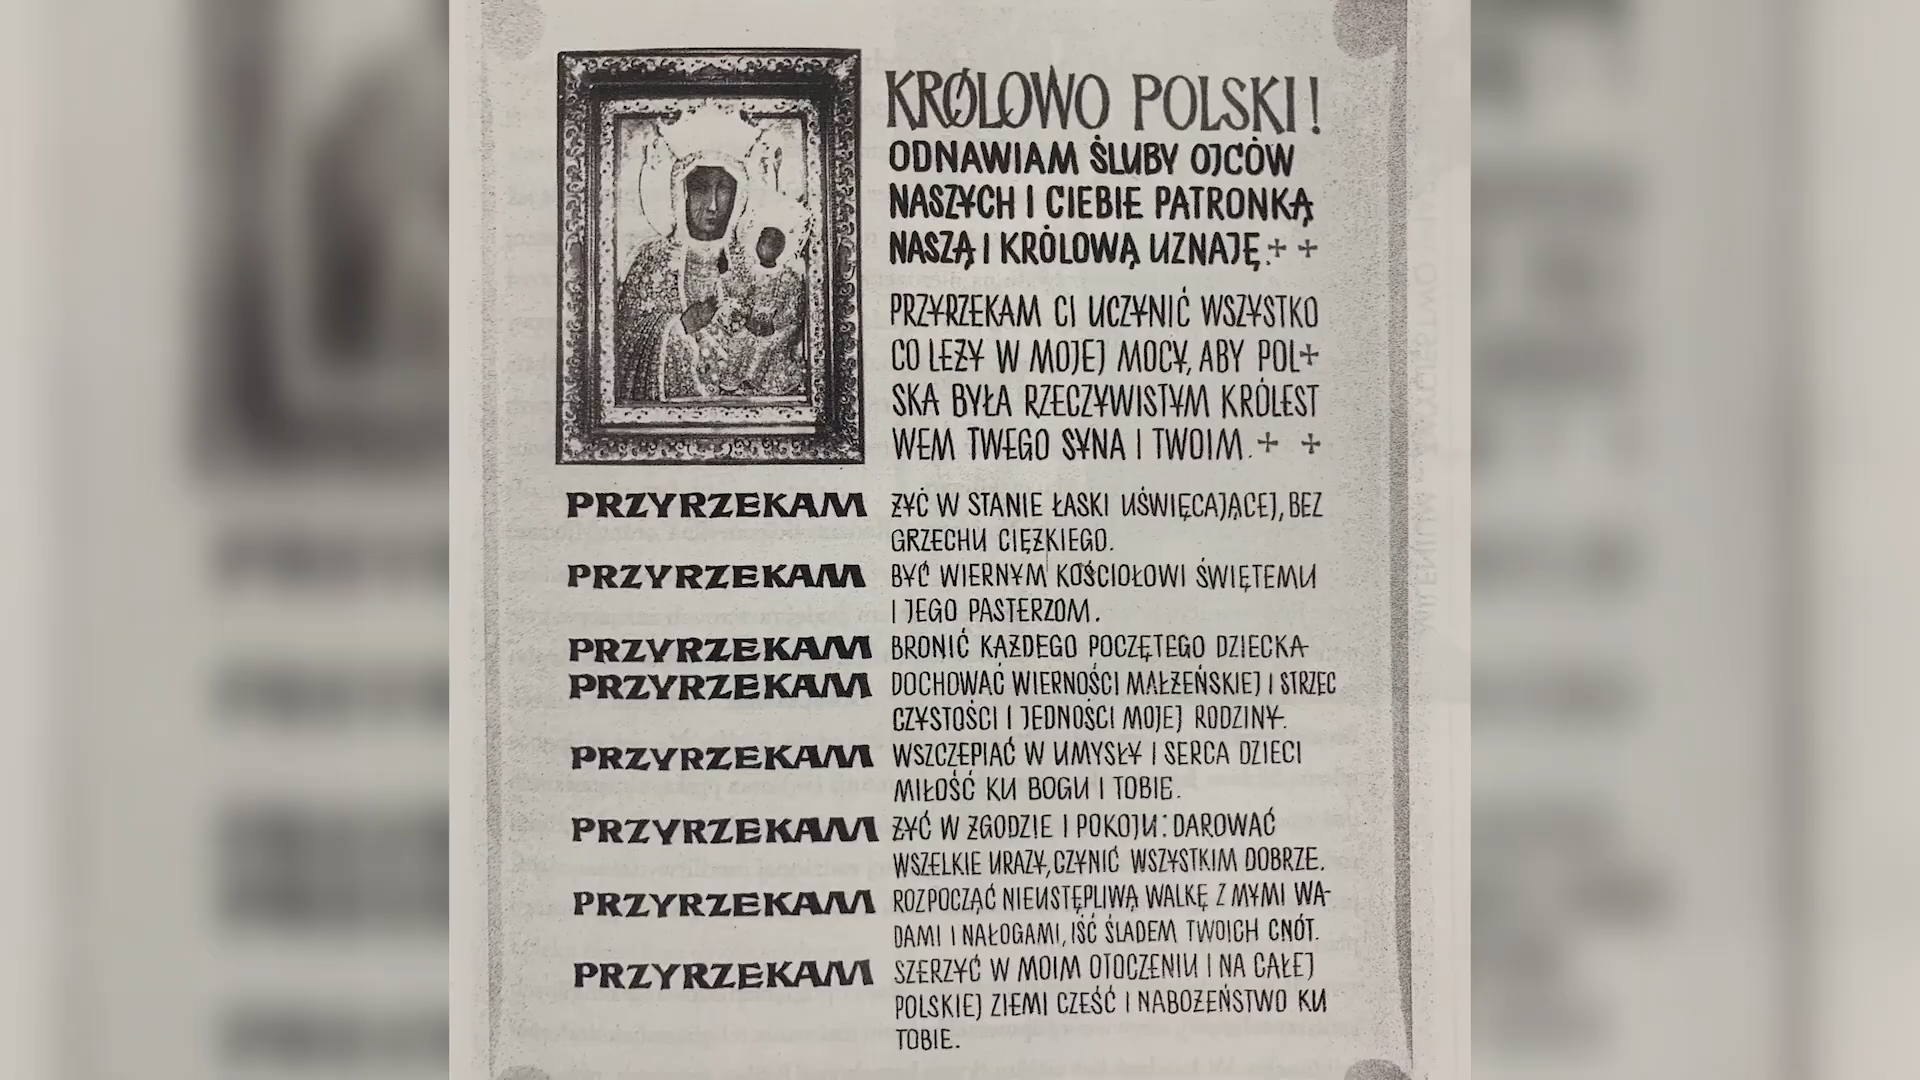 KRÓLOWO POLSKI!
ODNAWIAM ŚLUBY OJCÓW
NASZYCH I CIEBIE PATRONKĄ
NASZĄ I KRÓLOWĄ UZNAJĘ.++
PRZYRZEKAM CI UCZYNIĆ WSZYSTKO
CO LEŻY W MOJEJ MOCY, ABY POL+
SKA BYŁA RZECZYWISTYM KRÓLEST
WEM TWEGO SYNA I TWOIM.+ +
PRZYRZEKAM ŻYĆ W STANIE ŁASKI UŚWIĘCAJĄCEJ, BEZ
GRZECHU CIĘŻKIEGO.
PRZYRZEKAM BYĆ WIERNYM KOŚCIOŁOWI ŚWIĘTEMU
I JEGO PASTERZOM.
PRZYRZEKAM BRONIĆ KAŻDEGO POCZĘTEGO DZIECKA
PRZYRZEKAM DOCHOWAĆ WIERNOŚCI MAŁŻEŃSKIEJ I STRZEC
CZYSTOŚCI I JEDNOŚCI MOJEJ RODZINY.
PRZYRZEKAM WSZCZEPIAĆ W UMYSŁY I SERCA DZIECI
MIŁOŚĆ KU BOGU I TOBIE.
PRZYRZEKAM ŻYĆ W ZGODZIE I POKOJU: DAROWAĆ
WSZELKIE URAZY, CZYNIĆ WSZYSTKIM DOBRZE.
PRZYRZEKAM ROZPOCZĄĆ NIEUSTĘPLIWĄ WALKĘ Z MYMI WA-
DAMI I NAŁOGAMI, IŚĆ ŚLADEM TWOICH CNÓT.
PRZYRZEKAM SZERZYĆ W MOIM OTOCZENIU I NA CAŁEJ
POLSKIEJ ZIEMI CZEŚĆ I NABOŻEŃSTWO KU
TOBIE.